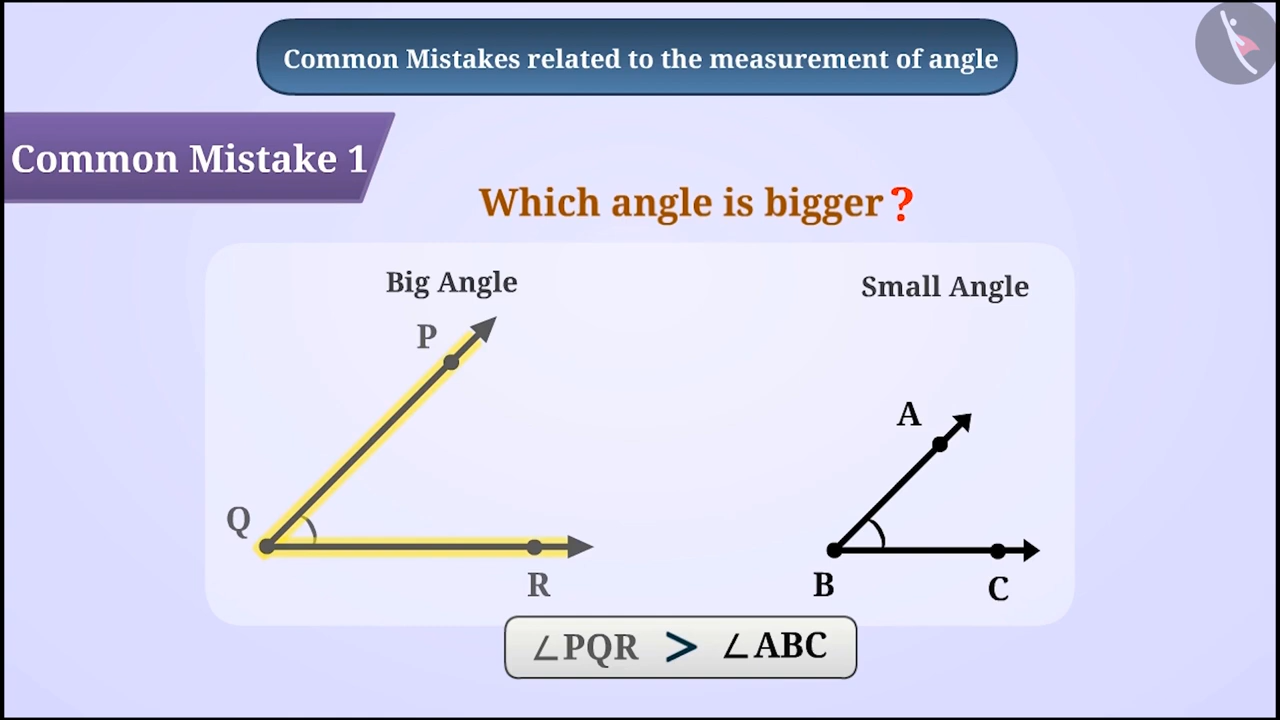 Common Mistakes related to the measurement of angle
Common Mistake 1
Which angle is bigger?
Big Angle
Small Angle
P
A
Q
B
R
C
∠PQR > ∠ABC